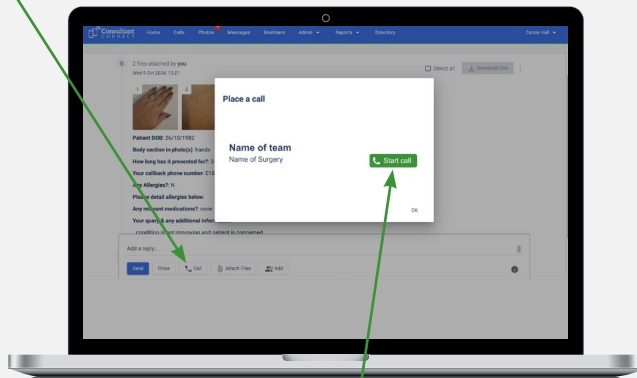 Consultant
CONNECT
Home Calls Photos Messages Members Admin Reports Directory Carole Hall
2 files attached by you
Wed 9 Oct 2024, 13:21
Select all
Download files
1 2
Place a call
Name of team
Name of Surgery
Start call
OK
Patient DOB: 26/10/1982
Body section in photo(s): hands
How long has it presented for?:
Your callback phone number: 018
Any Allergies?: N
Please detail allergies below:
Any relevant medications?: none
Your query & any additional
condition is not improving and patient is concerned
Add a reply...
Send Close Call Attach Files Add